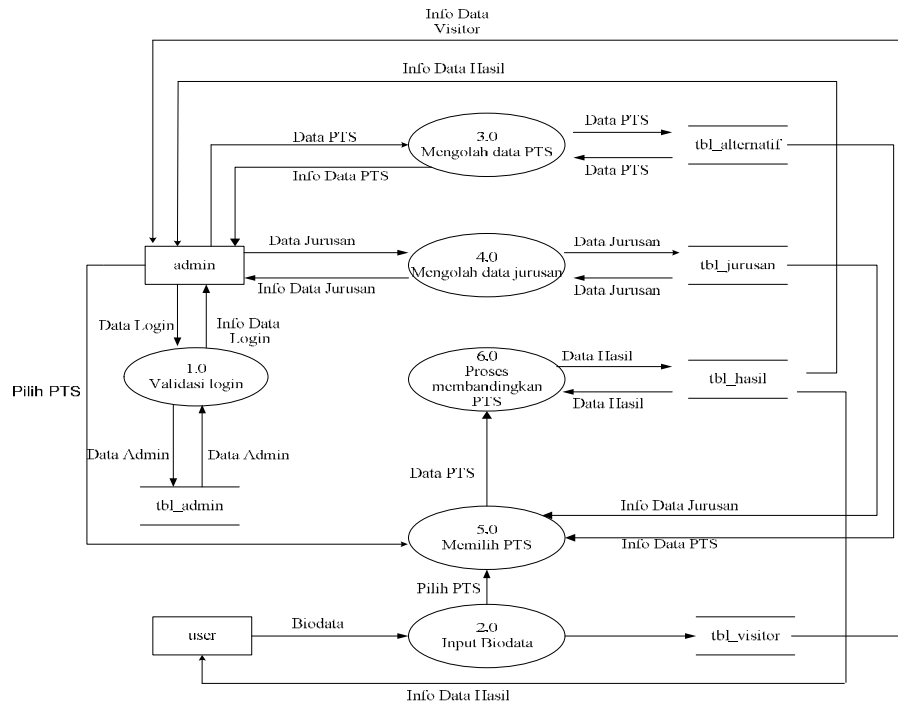 Info Data
Visitor
Info Data Hasil
Data PTS
3.0
Mengolah data PTS
Data PTS
tbl_alternatif
Data PTS
Info Data PTS
admin
Data Jurusan
4.0
Mengolah data jurusan
Data Jurusan
tbl_jurusan
Info Data Jurusan
Data Jurusan
Data Login
Info Data
Login
1.0
Validasi login
Pilih PTS
6.0
Proses
membandingkan
PTS
Data Hasil
tbl_hasil
Data Hasil
Data Admin
Data Admin
tbl_admin
Data PTS
5.0
Memilih PTS
Info Data Jurusan
Info Data PTS
Pilih PTS
user
Biodata
2.0
Input Biodata
tbl_visitor
Info Data Hasil